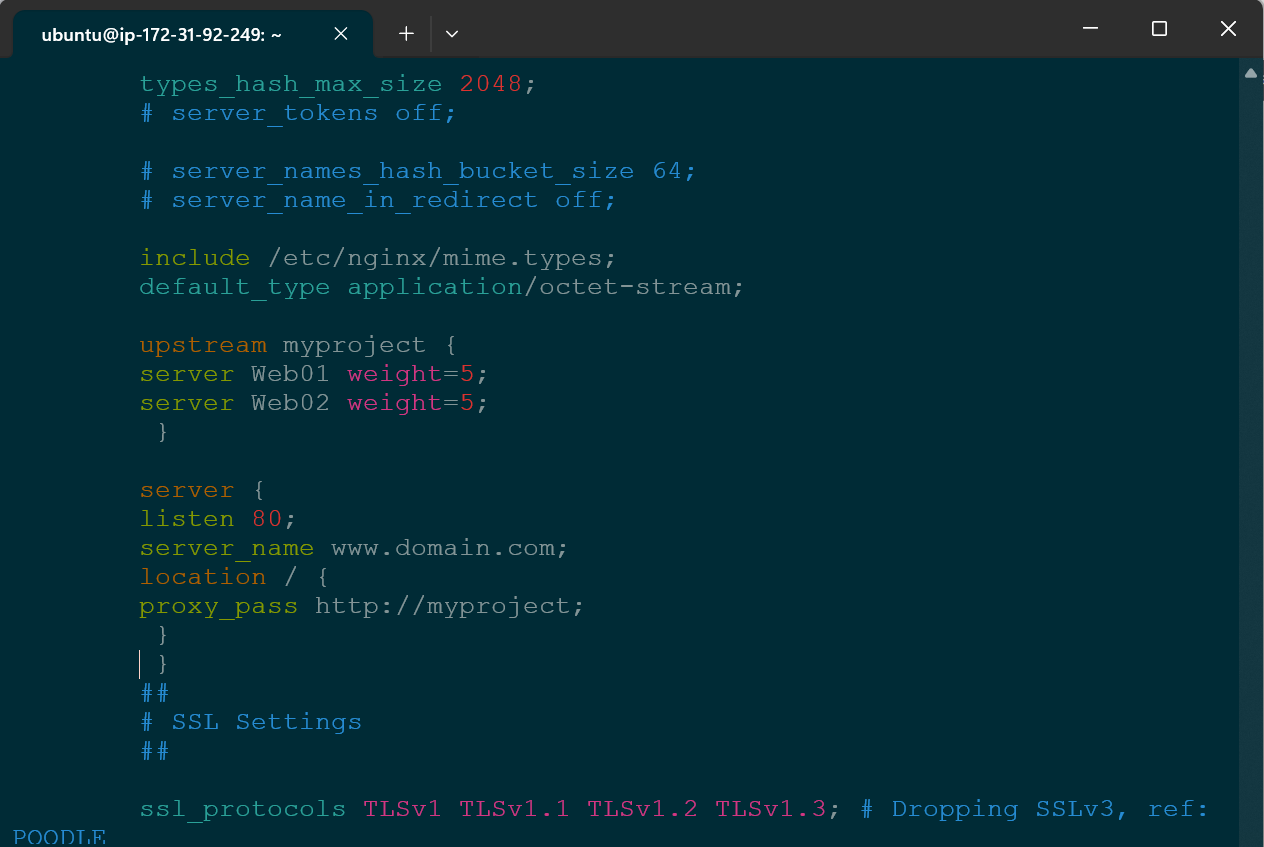 ubuntu@ip-172-31-92-249: ~
types_hash_max_size 2048;
# server_tokens off;
# server_names_hash_bucket_size 64;
# server_name_in_redirect off;
include /etc/nginx/mime.types;
default_type application/octet-stream;
upstream myproject {
server Web01 weight=5;
server Web02 weight=5;
}
server {
listen 80;
server_name www.domain.com;
location / {
proxy_pass http://myproject;
}
}
##
# SSL Settings
##
ssl_protocols TLSv1 TLSv1.1 TLSv1.2 TLSv1.3; # Dropping SSLv3, ref:
POODLE